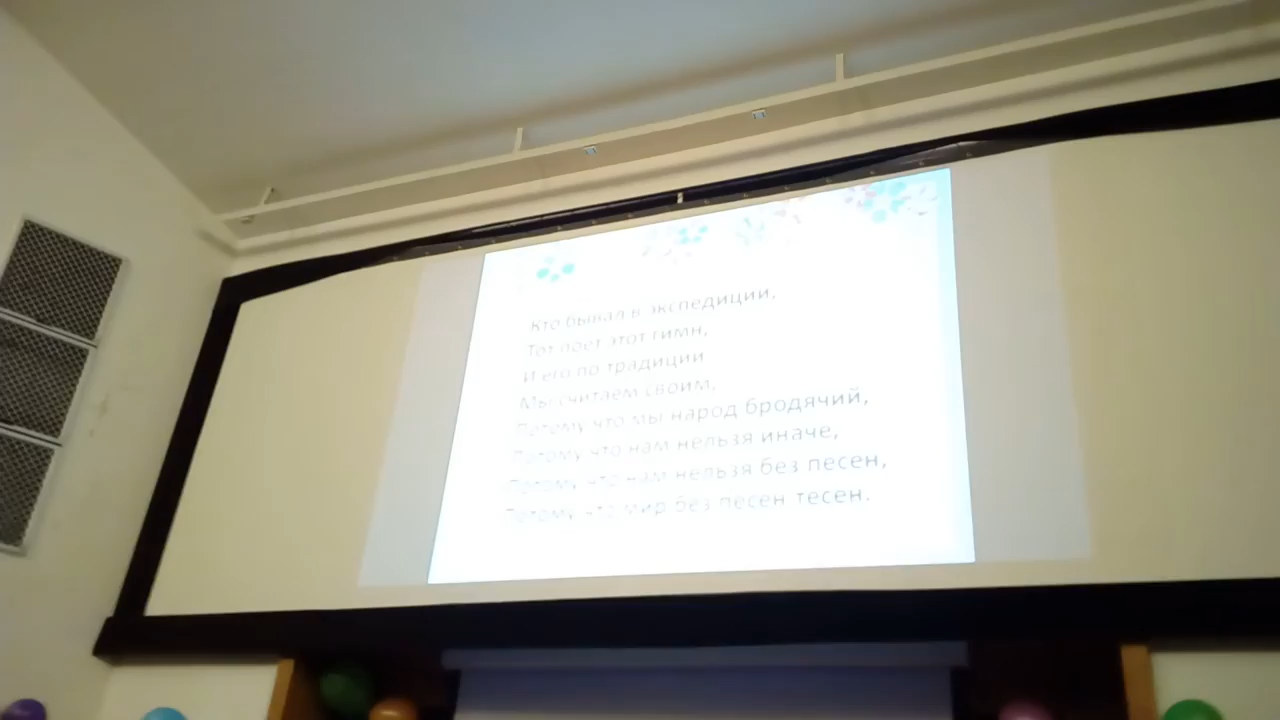 Кто бывал в экспедиции,
Тот поет этот гимн,
И его по традиции
Мы считаем своим,
Потому что мы народ бродячий,
Потому что нам нельзя иначе,
Потому что нам нельзя без песен,
Потому что мир без песен тесен.